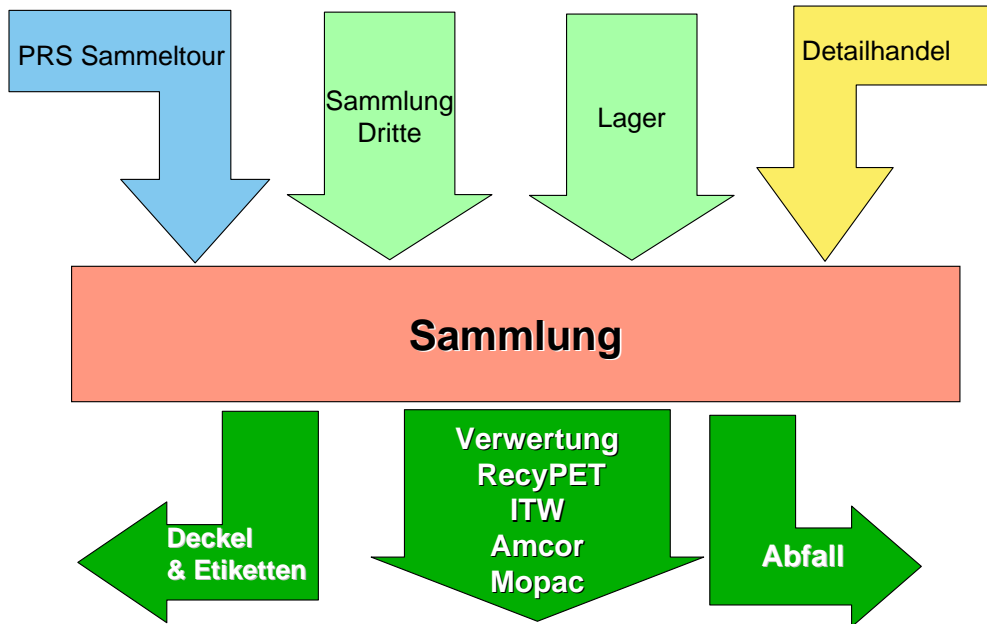 PRS Sammeltour
Sammlung
Dritte
Lager
Detailhandel
Sammlung
Deckel
& Etiketten
Verwertung
RecyPET
ITW
Amcor
Mopac
Abfall